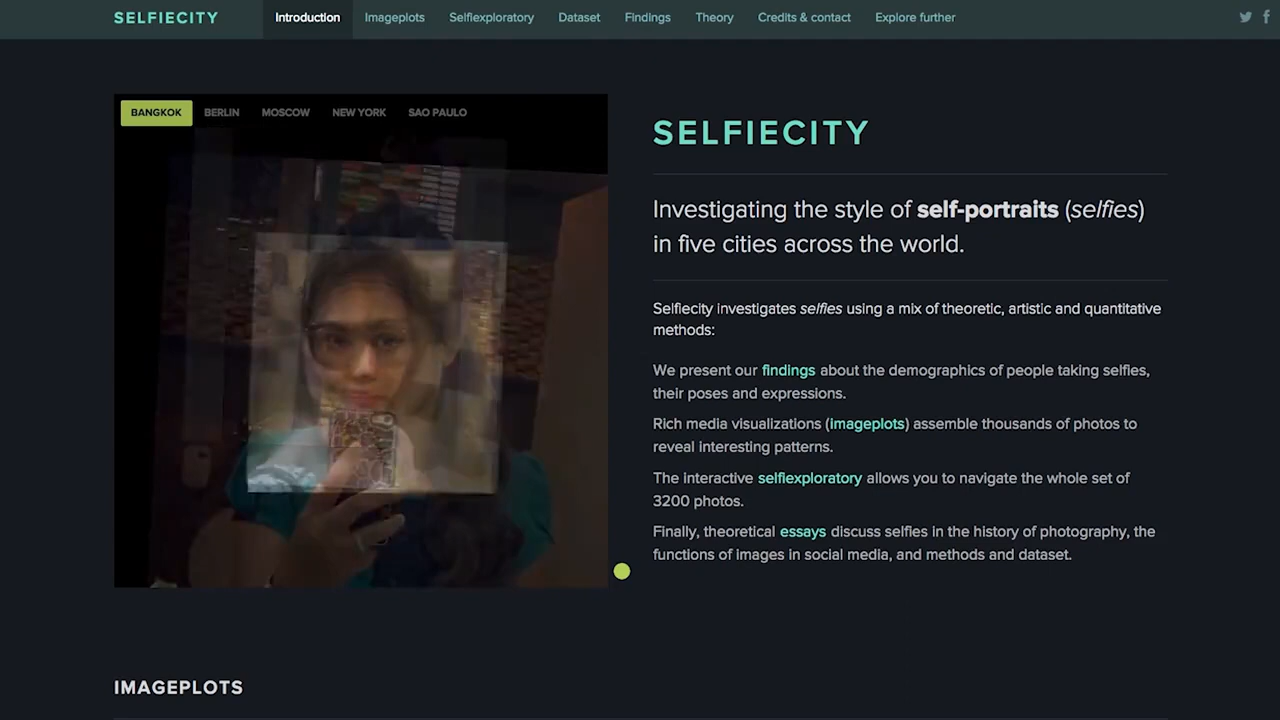 SELFIECITY
Introduction
Imageplots
Selfiexploratory
Dataset
Findings
Theory
Credits & contact
Explore further
BANGKOK
BERLIN
MOSCOW
NEW YORK
SAO PAULO
SELFIECITY
Investigating the style of self-portraits (selfies)
in five cities across the world.
Selfiecity investigates selfies using a mix of theoretic, artistic and quantitative
methods:
We present our findings about the demographics of people taking selfies,
their poses and expressions.
Rich media visualizations (imageplots) assemble thousands of photos to
reveal interesting patterns.
The interactive selfiexploratory allows you to navigate the whole set of
3200 photos.
Finally, theoretical essays discuss selfies in the history of photography, the
functions of images in social media, and methods and dataset.
IMAGEPLOTS